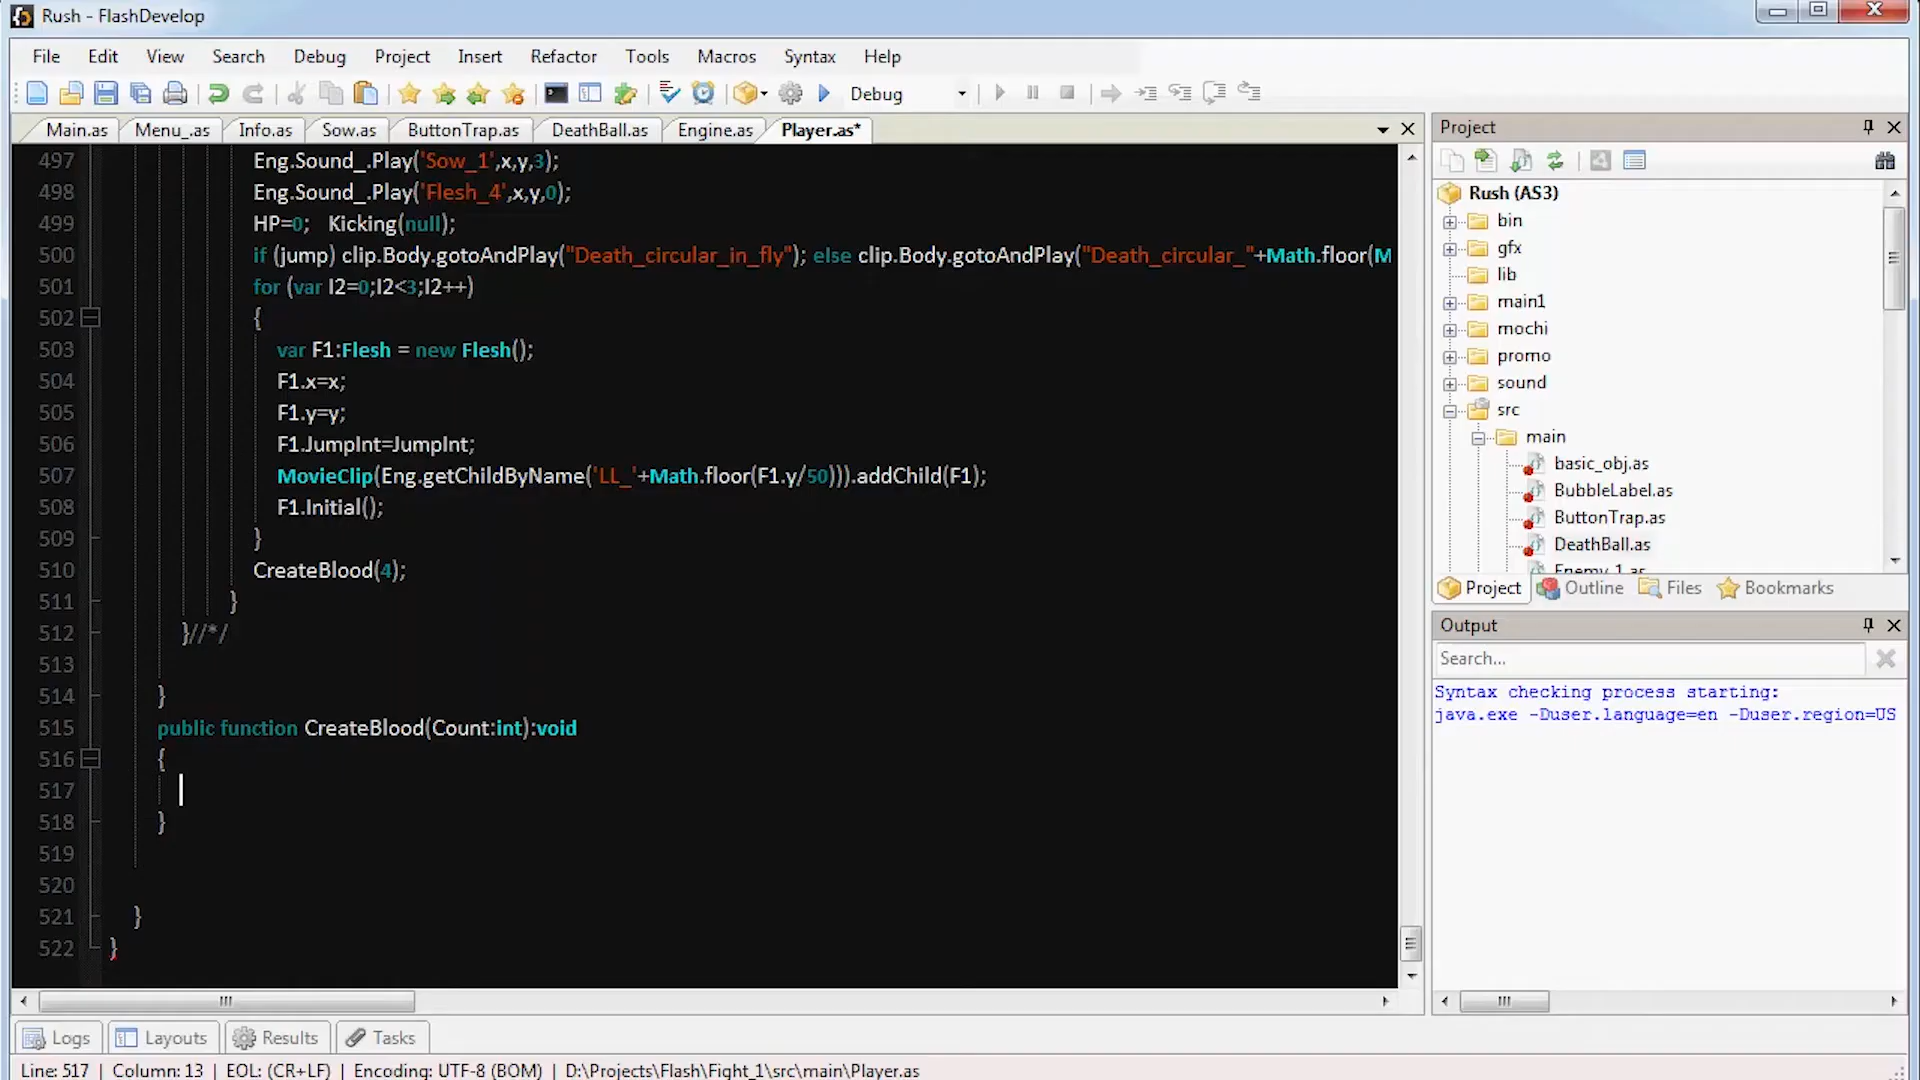 Rush - FlashDevelop
File Edit View Search Debug Project Insert Refactor Tools Macros Syntax Help
Debug
Main.as Menu_.as Info.as Sow.as ButtonTrap.as DeathBall.as Engine.as Player.as*
497 Eng.Sound_.Play('Sow_1',x,y,3);
498 Eng.Sound_.Play('Flesh_4',x,y,0);
499 HP=0; Kicking(null);
500 if (jump) clip.Body.gotoAndPlay("Death_circular_in_fly"); else clip.Body.gotoAndPlay("Death_circular_"+Math.floor(M
501 for (var I2=0;I2<3;I2++)
502 {
503 var F1:Flesh = new Flesh();
504 F1.x=x;
505 F1.y=y;
506 F1.JumpInt=JumpInt;
507 MovieClip(Eng.getChildByName('LL_'+Math.floor(F1.y/50))).addChild(F1);
508 F1.Initial();
509 }
510 CreateBlood(4);
511 }
512 }//*/
513
514 }
515 public function CreateBlood(Count:int):void
516 {
517
518 }
519
520
521 }
522 }
Project
Rush (AS3)
bin
gfx
lib
main1
mochi
promo
sound
src
main
basic_obj.as
BubbleLabel.as
ButtonTrap.as
DeathBall.as
Enemy_1.as
Project Outline Files Bookmarks
Output
Search...
Syntax checking process starting:
java.exe -Duser.language=en -Duser.region=US
Logs Layouts Results Tasks
Line: 517 | Column: 13 | EOL: (CR+LF) | Encoding: UTF-8 (BOM) | D:\Projects\Flash\Fight_1\src\main\Player.as